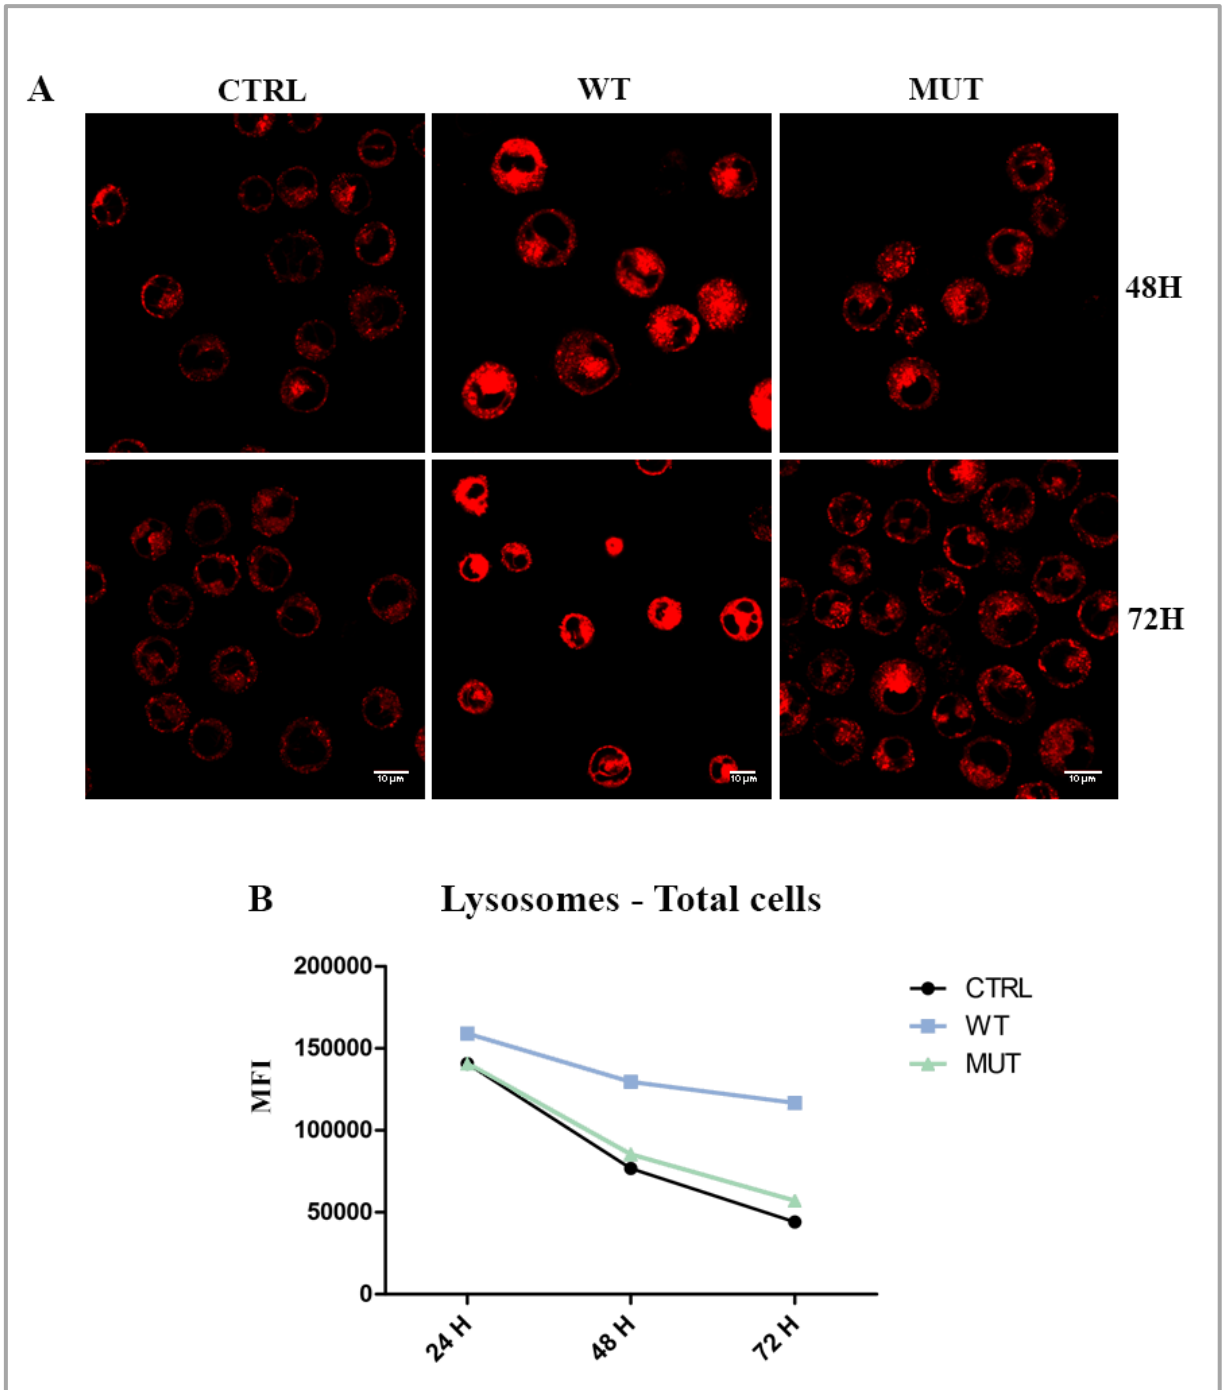 A
CTRL
WT
MUT
48H
72H
10 µm
10 µm
10 µm
B
Lysosomes - Total cells
MFI
200000
150000
100000
50000
0
24 H
48 H
72 H
CTRL
WT
MUT